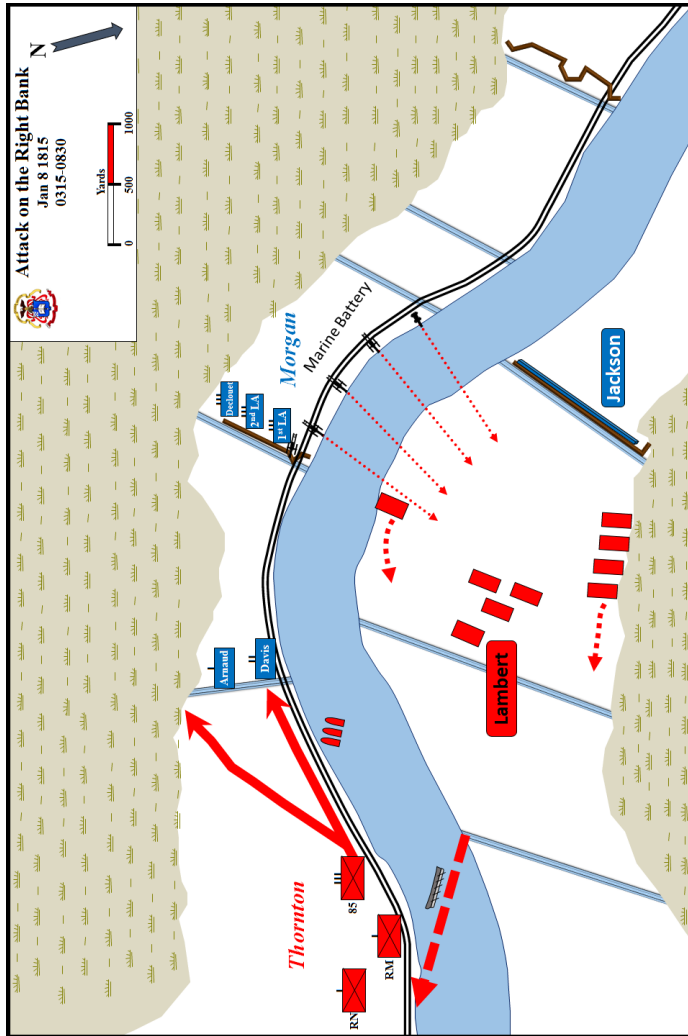 Attack on the Right Bank
Jan 8 1815
0315-0830
N
Yards
0
500
1000
Marine Battery
Morgan
Declouet
2nd LA
1st LA
Jackson
Arnaud
Davis
Lambert
Thornton
85
RM
RN